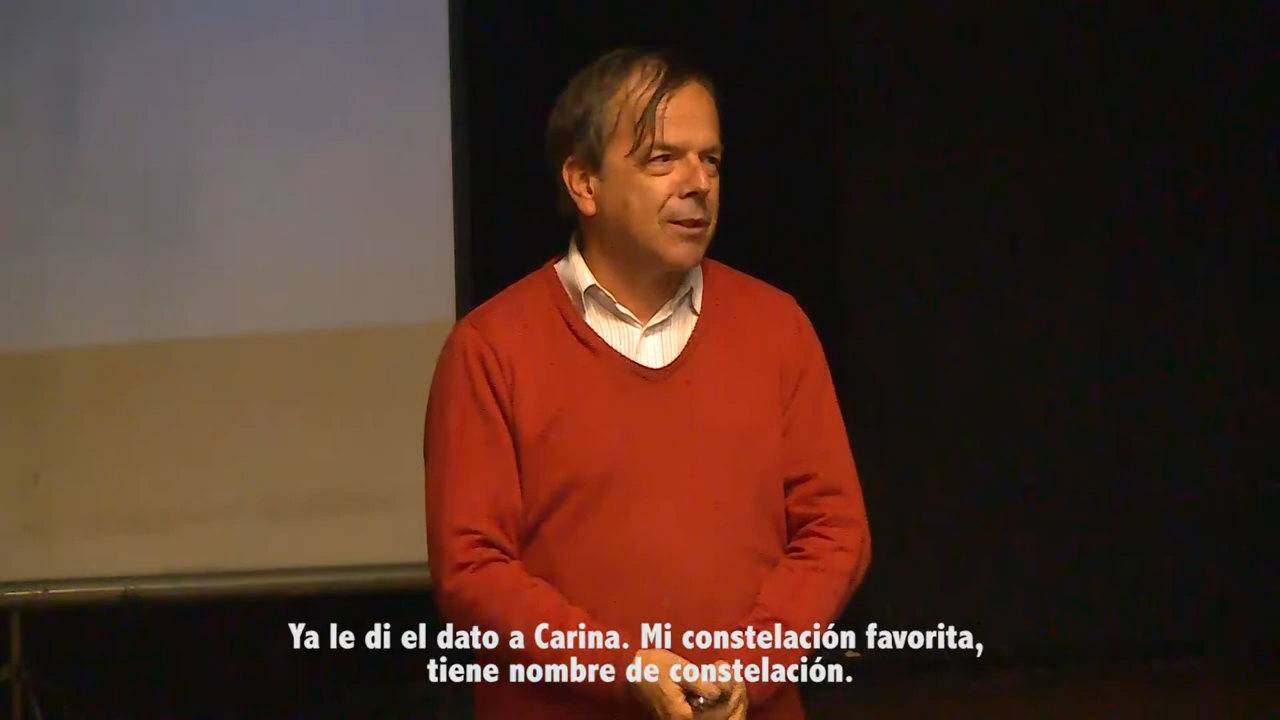 Ya le di el dato a Carina. Mi constelación favorita,
tiene nombre de constelación.